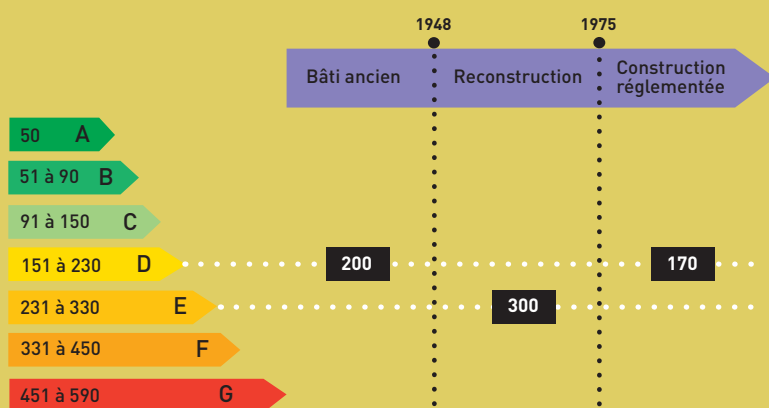 1948 1975
Bâti ancien Reconstruction Construction
réglementée
50 A
51 à 90 B
91 à 150 C
151 à 230 D 200 170
231 à 330 E 300
331 à 450 F
451 à 590 G